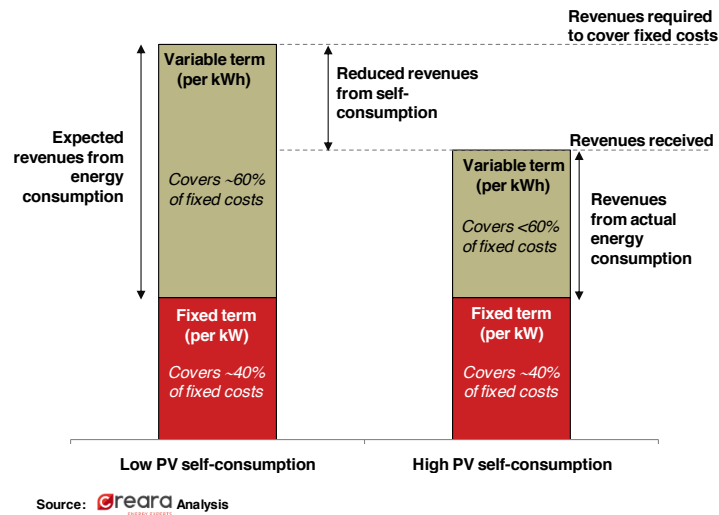 Revenues required
to cover fixed costs
Variable term
(per kWh)
Reduced revenues
from self-
consumption
Expected
revenues from
energy
consumption
Revenues received
Variable term
(per kWh)
Covers ~60%
of fixed costs
Revenues
from actual
energy
consumption
Covers <60%
of fixed costs
Fixed term
(per kW)
Fixed term
(per kW)
Covers ~40%
of fixed costs
Covers ~40%
of fixed costs
Low PV self-consumption
High PV self-consumption
Source: creara Analysis
ENERGY EXPERTS